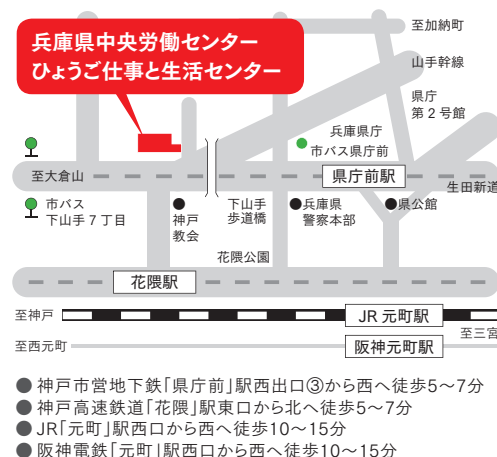 至加納町
兵庫県中央労働センター
ひょうご仕事と生活センター
山手幹線
県庁
第2号館
兵庫県庁
市バス県庁前
至大倉山
県庁前駅
生田新道
市バス
下山手7丁目
神戸
教会
下山手
歩道橋
兵庫県
警察本部
県公館
花隈公園
花隈駅
至神戸
JR元町駅
至三宮
至西元町
阪神元町駅
●神戸市営地下鉄「県庁前」駅西出口③から西へ徒歩5〜7分
●神戸高速鉄道「花隈」駅東口から北へ徒歩5〜7分
●JR「元町」駅西口から西へ徒歩10〜15分
●阪神電鉄「元町」駅西口から西へ徒歩10〜15分